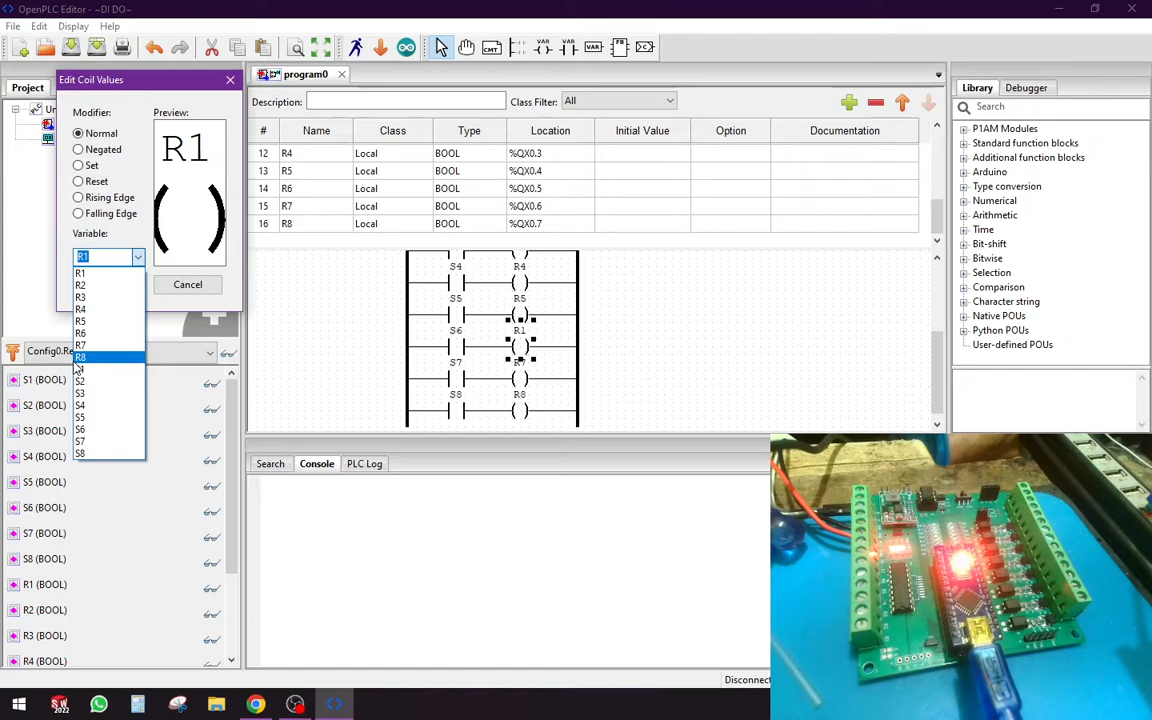 OpenPLC Editor - ~DI DO~
File Edit Display Help
CMT VAR FB
Edit Coil Values
Modifier:
Preview:
Normal
Negated
Set
Reset
Rising Edge
Falling Edge
Variable:
R1
R1
Cancel
R1
R2
R3
R4
R5
R6
R7
R8
S2
S3
S4
S5
S6
S7
S8
Project
program0
Description:
Class Filter: All
# Name Class Type Location Initial Value Option Documentation
12 R4 Local BOOL %QX0.3
13 R5 Local BOOL %QX0.4
14 R6 Local BOOL %QX0.5
15 R7 Local BOOL %QX0.6
16 R8 Local BOOL %QX0.7
S4 R4
S5 R5
S6 R1
S7 R7
S8 R8
Config0.Re
S1 (BOOL)
S2 (BOOL)
S3 (BOOL)
S4 (BOOL)
S5 (BOOL)
S6 (BOOL)
S7 (BOOL)
S8 (BOOL)
R1 (BOOL)
R2 (BOOL)
R3 (BOOL)
R4 (BOOL)
Search Console PLC Log
Library Debugger
Search
P1AM Modules
Standard function blocks
Additional function blocks
Arduino
Type conversion
Numerical
Arithmetic
Time
Bit-shift
Bitwise
Selection
Comparison
Character string
Native POUs
Python POUs
User-defined POUs
Disconnect
SW
2022